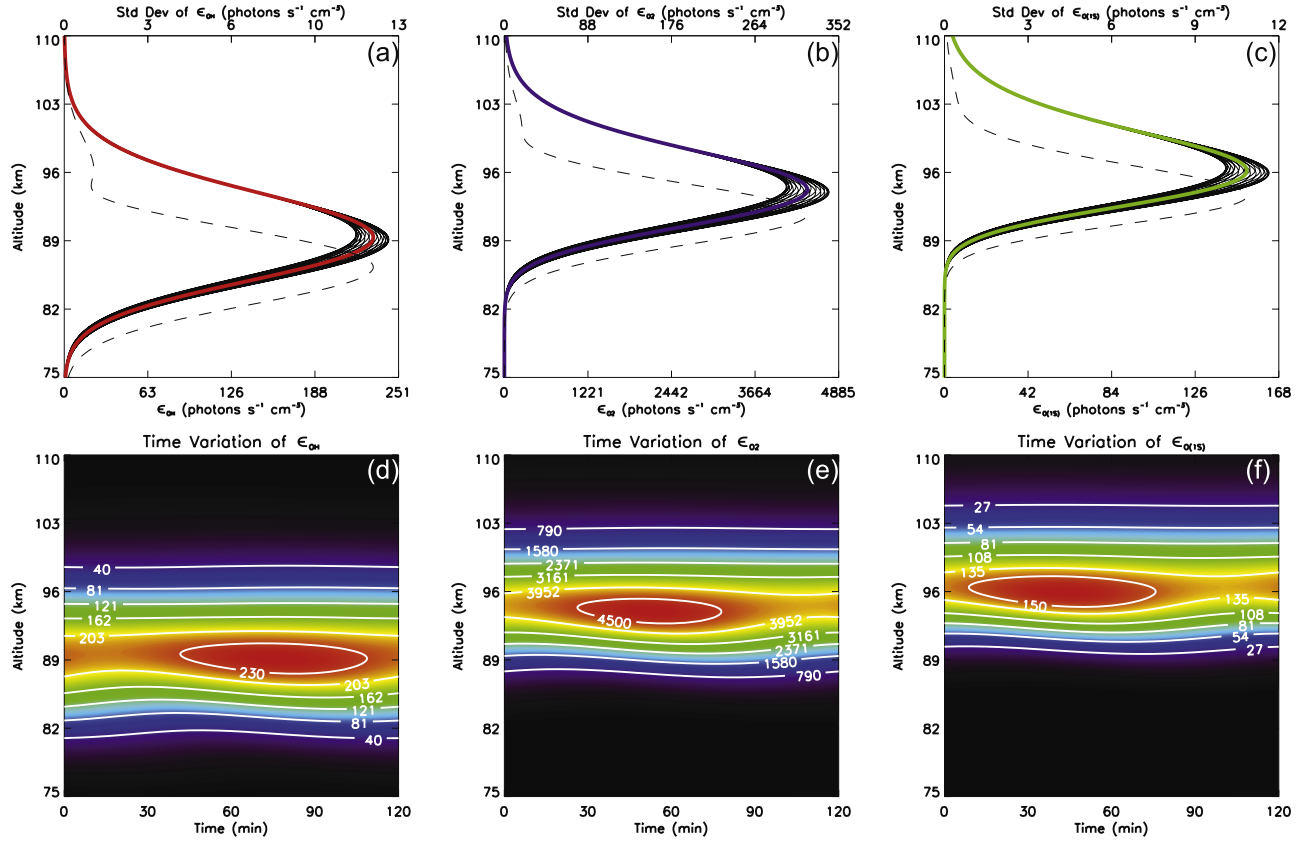 Std Dev of ϵOH (photons s⁻¹ cm⁻³)
0 3 6 10 13
110
103
96
89
82
75
Altitude (km)
(a)
0 63 126 188 251
ϵOH (photons s⁻¹ cm⁻³)
Std Dev of ϵO2 (photons s⁻¹ cm⁻³)
0 88 176 264 352
110
103
96
89
82
75
Altitude (km)
(b)
0 1221 2442 3664 4885
ϵO2 (photons s⁻¹ cm⁻³)
Std Dev of ϵO(1S) (photons s⁻¹ cm⁻³)
0 3 6 9 12
110
103
96
89
82
75
Altitude (km)
(c)
0 42 84 126 168
ϵO(1S) (photons s⁻¹ cm⁻³)
Time Variation of ϵOH
110
103
96
89
82
75
Altitude (km)
(d)
40
81
121
162
203
230
203
162
121
81
40
0 30 60 90 120
Time (min)
Time Variation of ϵO2
110
103
96
89
82
75
Altitude (km)
(e)
790
1580
2371
3161
3952
4500
3952
3161
2371
1580
790
0 30 60 90 120
Time (min)
Time Variation of ϵO(1S)
110
103
96
89
82
75
Altitude (km)
(f)
27
54
81
108
135
150
135
108
81
54
27
0 30 60 90 120
Time (min)